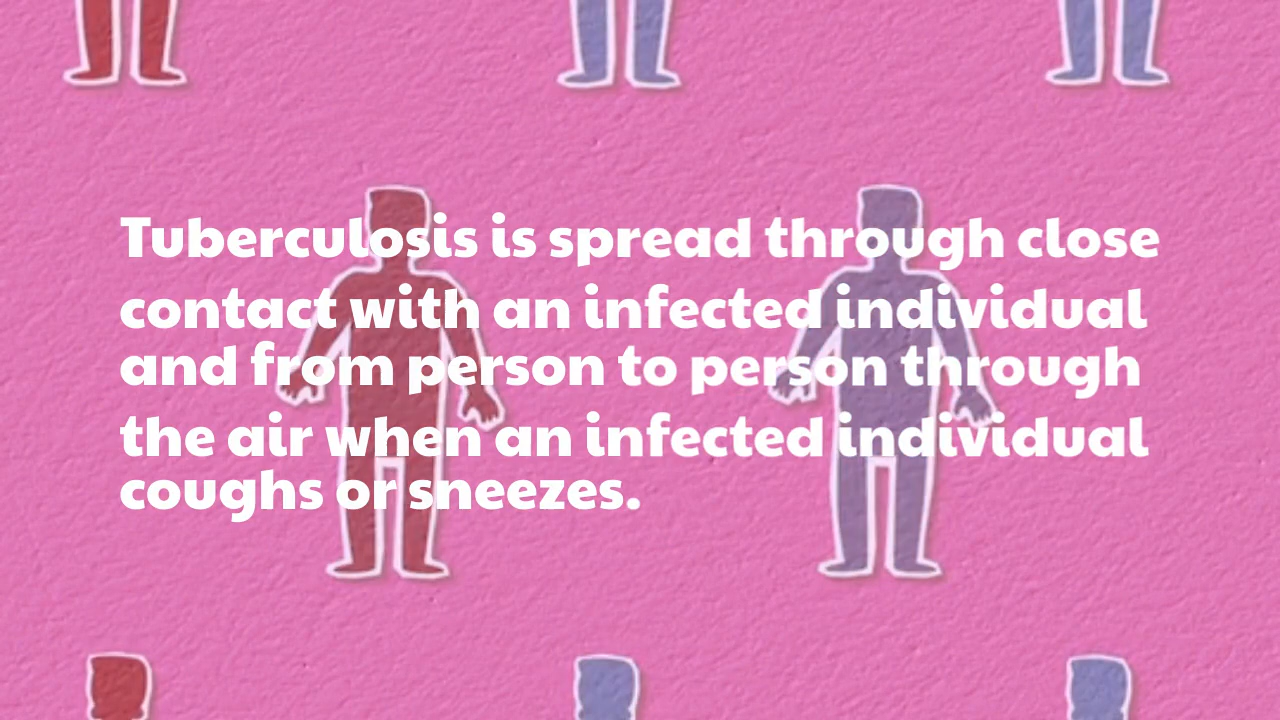 Tuberculosis is spread through close
contact with an infected individual
and from person to person through
the air when an infected individual
coughs or sneezes.